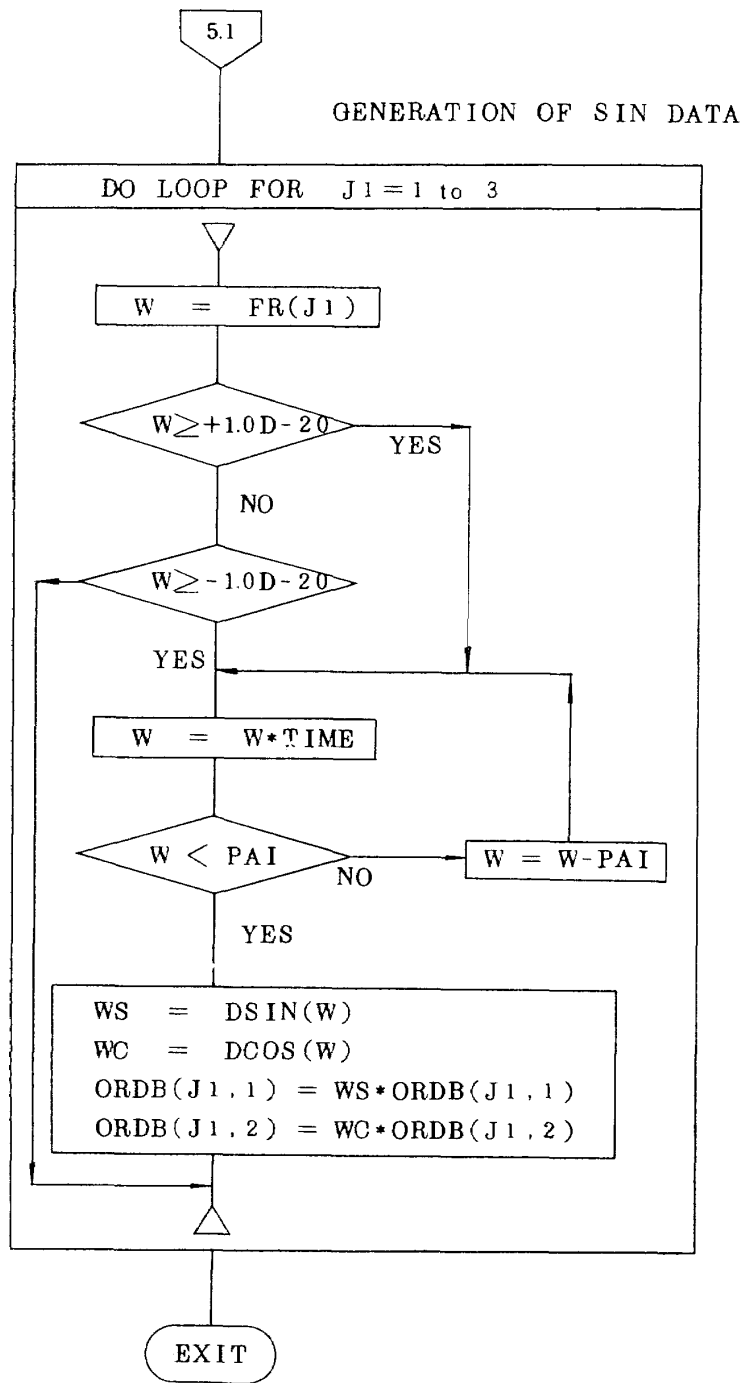 5.1
GENERATION OF SIN DATA
DO LOOP FOR J1=1 to 3
W = FR(J1)
W≥+1.0D-20
YES
NO
W≥-1.0D-20
YES
W = W*TIME
W < PAI
NO
W = W-PAI
YES
WS = DSIN(W)
WC = DCOS(W)
ORDB(J1,1) = WS*ORDB(J1,1)
ORDB(J1,2) = WC*ORDB(J1,2)
EXIT